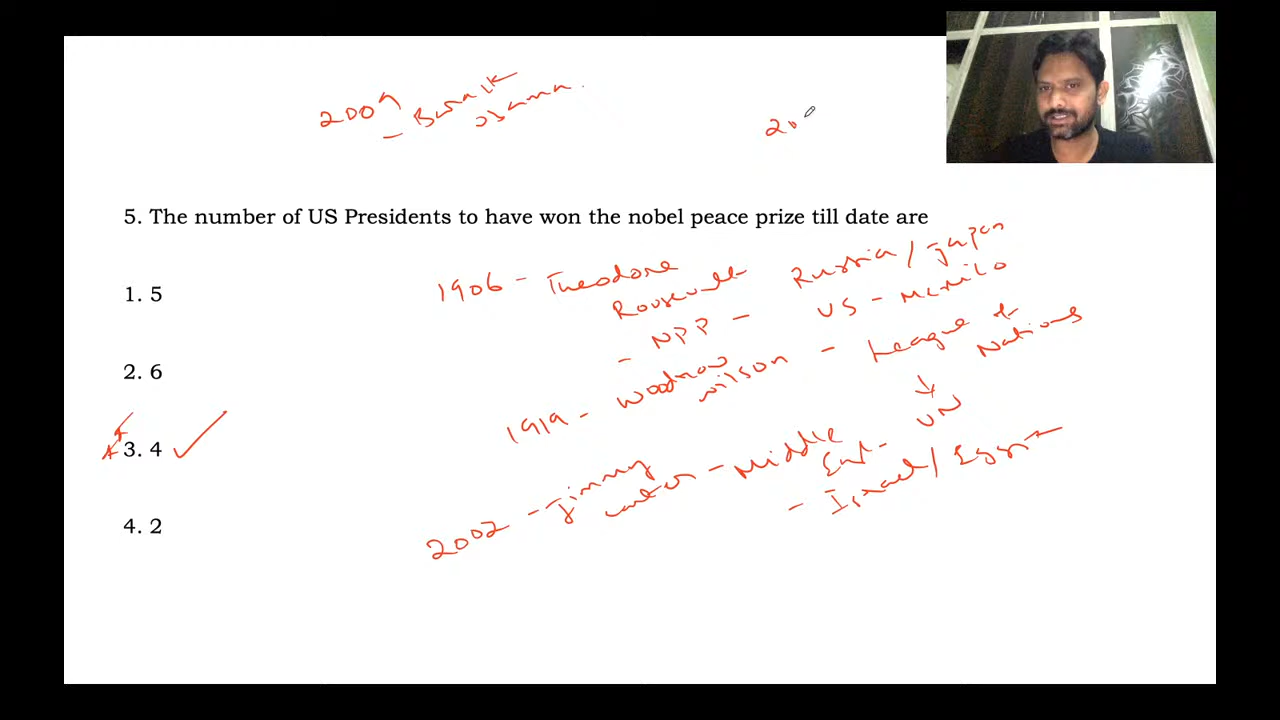 2009
- Barack
Obama.
20
5. The number of US Presidents to have won the nobel peace prize till date are
1906 - Theodore
Roosevelt
- NPP - Russia / Japan
US - Mexico
1. 5
2. 6
1919 - Woodrow
Wilson - League of
Nations
↓
UN
3. 4 ✓
2002 - Jimmy
Carter - Middle
East -
- Israel / Egypt
4. 2